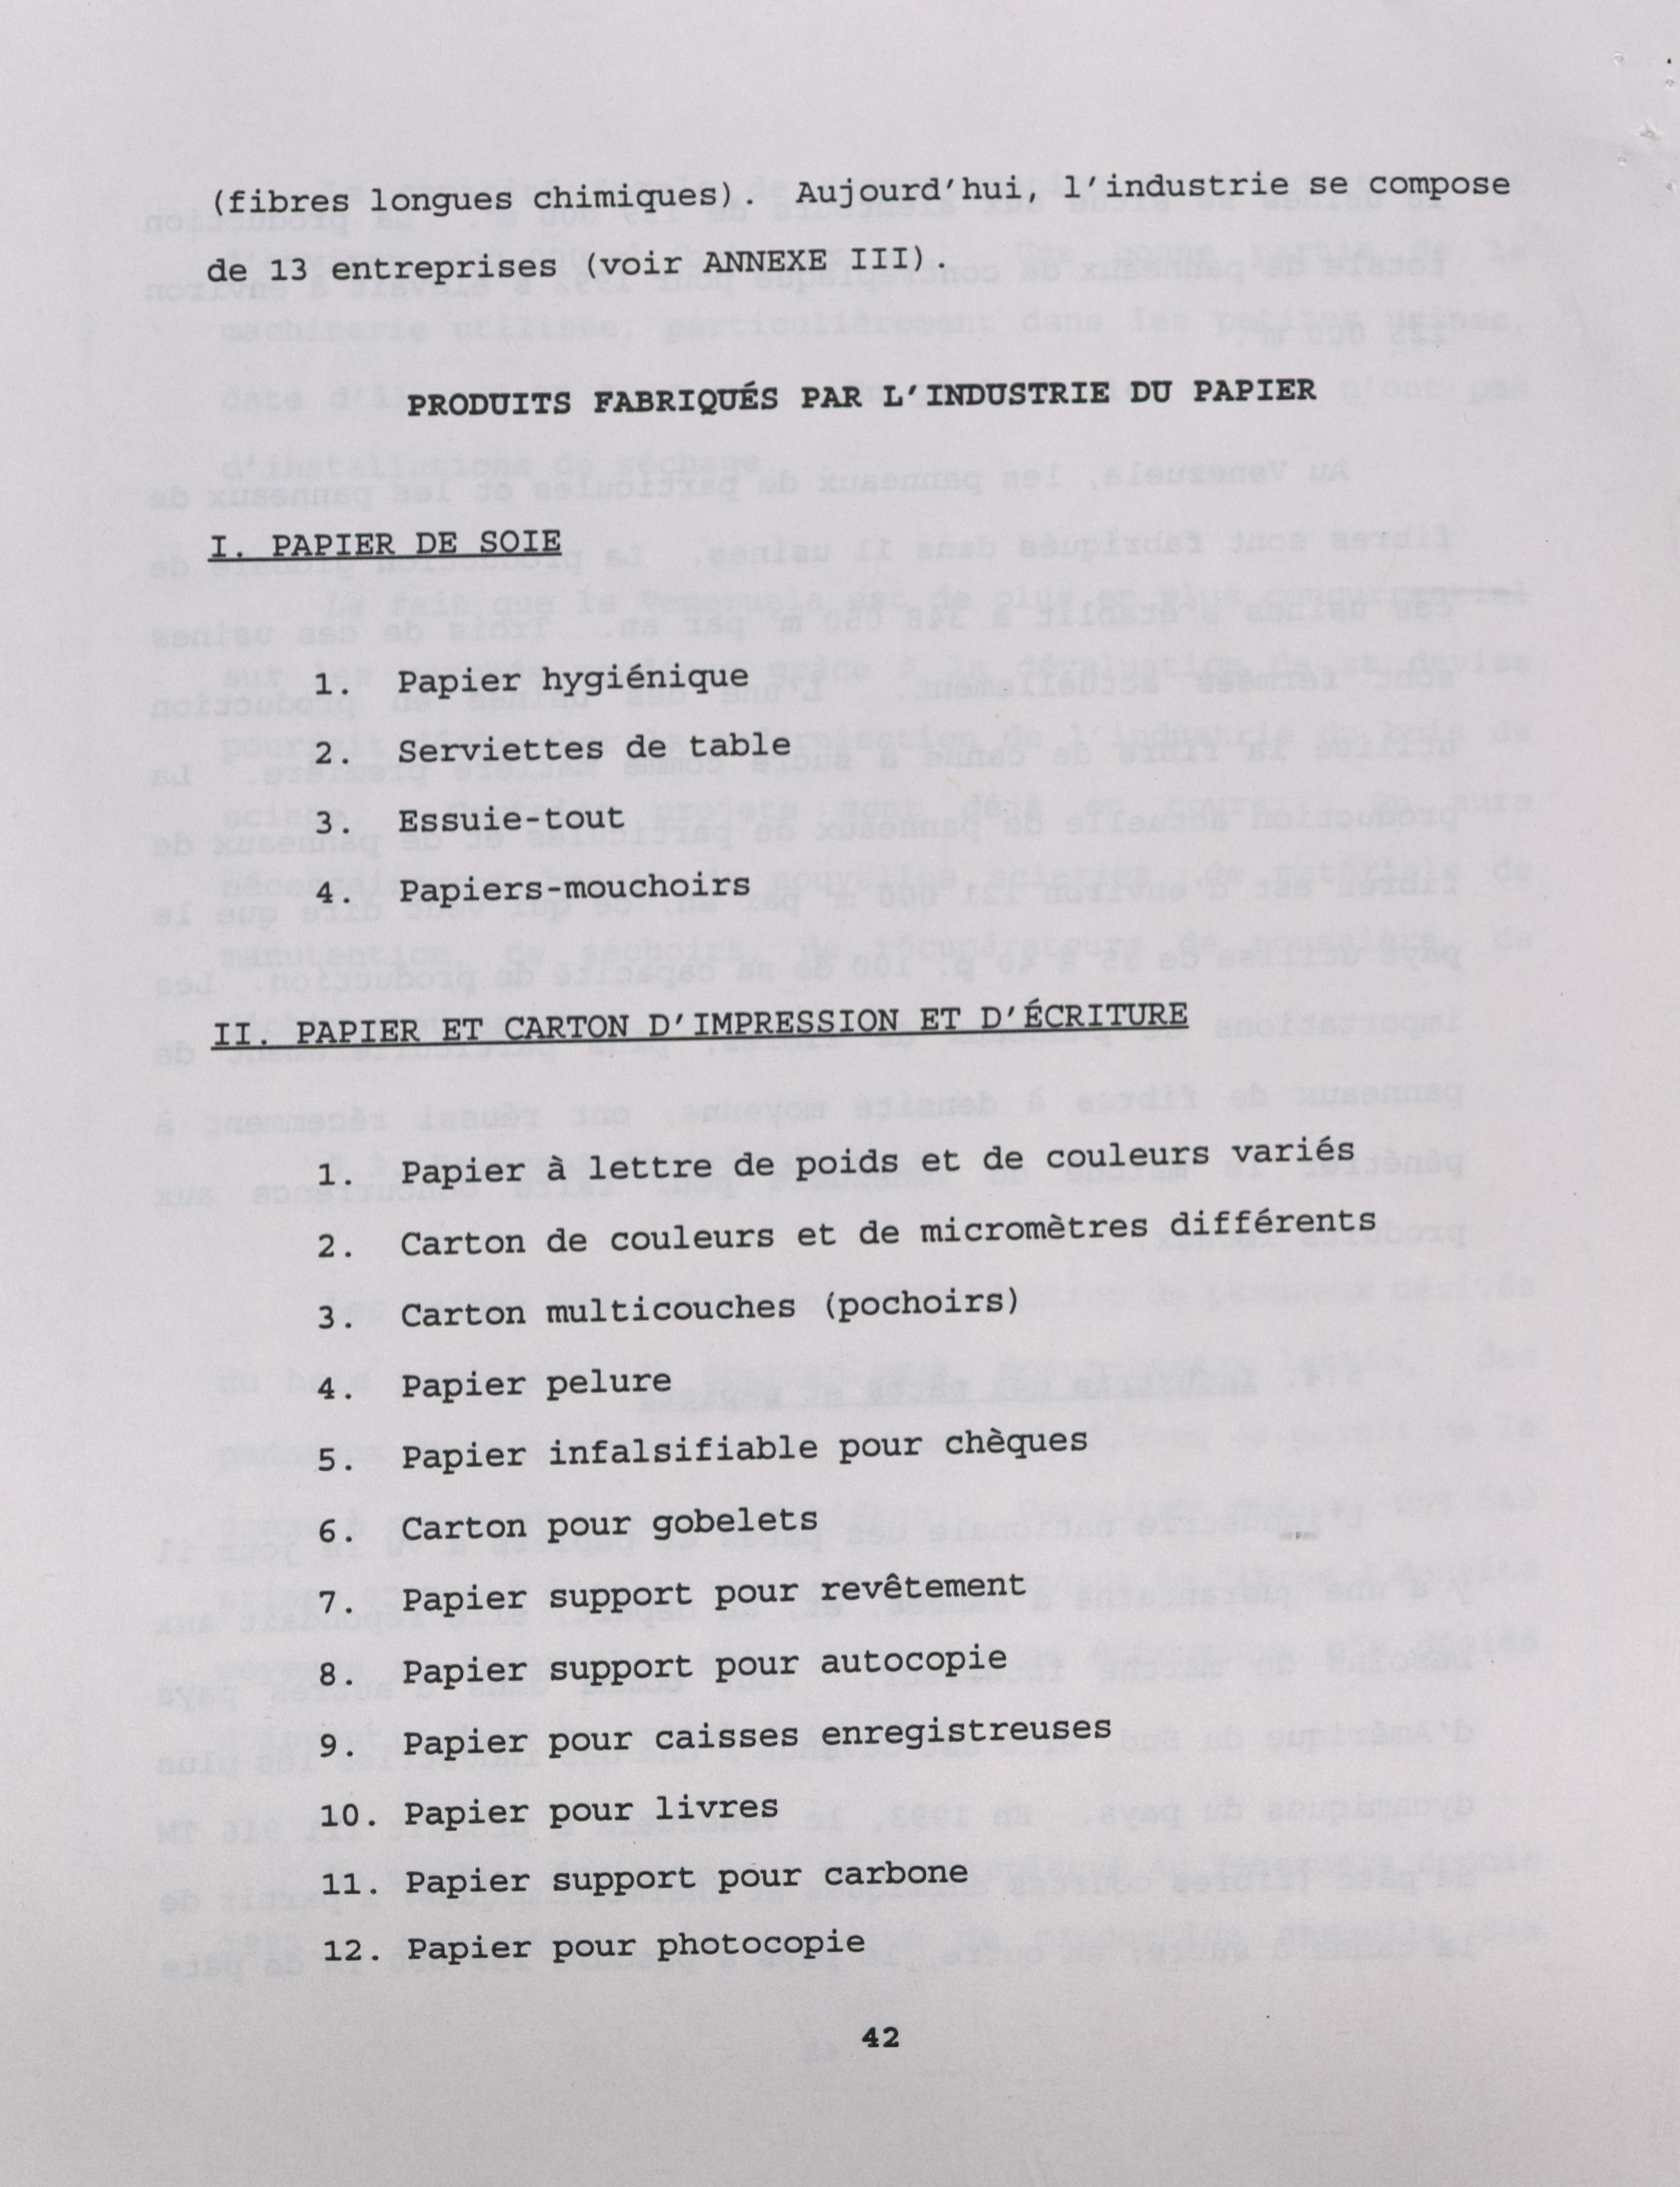 (fibres longues chimiques). Aujourd'hui, l'industrie se compose
de 13 entreprises (voir ANNEXE III).
PRODUITS FABRIQUÉS PAR L'INDUSTRIE DU PAPIER
I. PAPIER DE SOIE
1. Papier hygiénique
2. Serviettes de table
3. Essuie-tout
4. Papiers-mouchoirs
II. PAPIER ET CARTON D'IMPRESSION ET D'ÉCRITURE
1. Papier à lettre de poids et de couleurs variés
2. Carton de couleurs et de micromètres différents
3. Carton multicouches (pochoirs)
4. Papier pelure
5. Papier infalsifiable pour chèques
6. Carton pour gobelets
7. Papier support pour revêtement
8. Papier support pour autocopie
9. Papier pour caisses enregistreuses
10. Papier pour livres
11. Papier support pour carbone
12. Papier pour photocopie
42